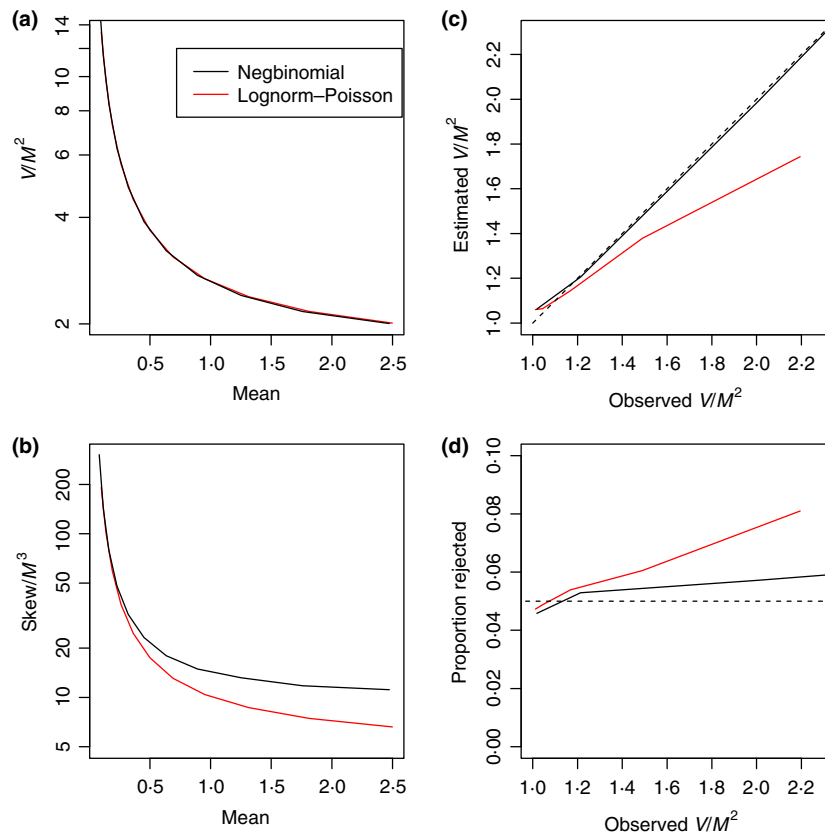 (a)
14
10
8
6
4
2
V/M²
Negbinomial
Lognorm–Poisson
0·5 1·0 1·5 2·0 2·5
Mean
(c)
2·2
2·0
1·8
1·6
1·4
1·2
1·0
Estimated V/M²
1·0 1·2 1·4 1·6 1·8 2·0 2·2
Observed V/M²
(b)
200
100
50
20
10
5
Skew/M³
0·5 1·0 1·5 2·0 2·5
Mean
(d)
0·10
0·08
0·06
0·04
0·02
0·00
Proportion rejected
1·0 1·2 1·4 1·6 1·8 2·0 2·2
Observed V/M²